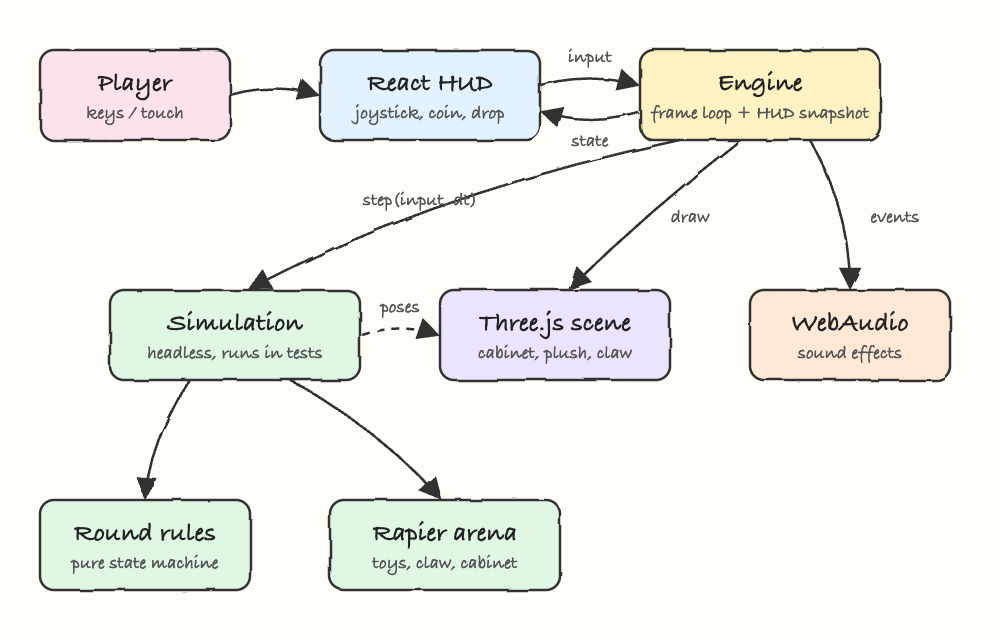 Player
keys / touch
React HUD
joystick, coin, drop
input
state
Engine
frame loop + HUD snapshot
step(input, dt)
draw
events
Simulation
headless, runs in tests
poses
Three.js scene
cabinet, plush, claw
WebAudio
sound effects
Round rules
pure state machine
Rapier arena
toys, claw, cabinet